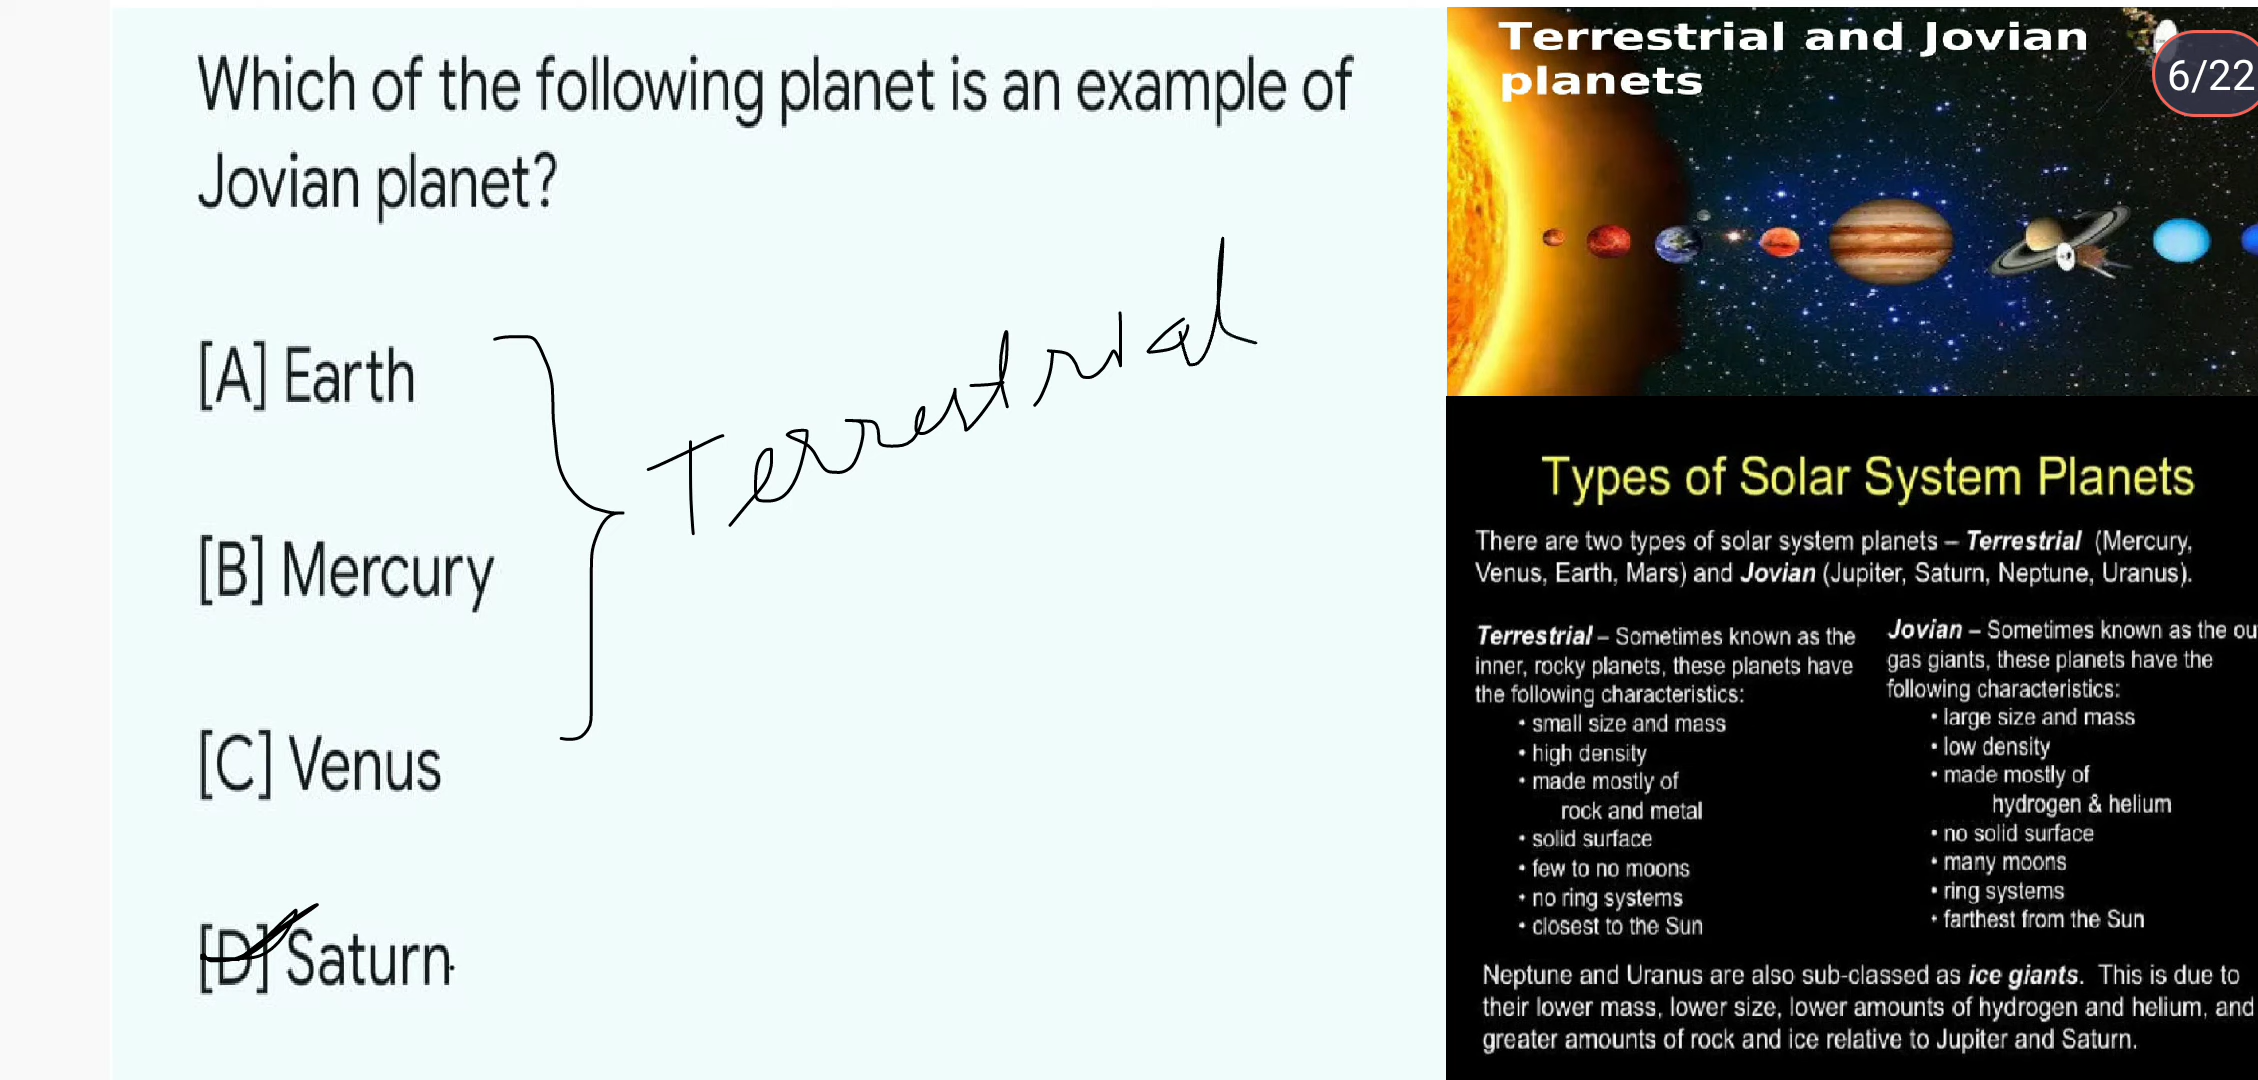 Which of the following planet is an example of
Jovian planet?
[A] Earth
[B] Mercury
[C] Venus
[D] Saturn
Terrestrial
Terrestrial and Jovian
planets
6/22
Types of Solar System Planets
There are two types of solar system planets – Terrestrial (Mercury,
Venus, Earth, Mars) and Jovian (Jupiter, Saturn, Neptune, Uranus).
Terrestrial – Sometimes known as the
inner, rocky planets, these planets have
the following characteristics:
• small size and mass
• high density
• made mostly of
rock and metal
• solid surface
• few to no moons
• no ring systems
• closest to the Sun
Jovian – Sometimes known as the ou
gas giants, these planets have the
following characteristics:
• large size and mass
• low density
• made mostly of
hydrogen & helium
• no solid surface
• many moons
• ring systems
• farthest from the Sun
Neptune and Uranus are also sub-classed as ice giants. This is due to
their lower mass, lower size, lower amounts of hydrogen and helium, and
greater amounts of rock and ice relative to Jupiter and Saturn.